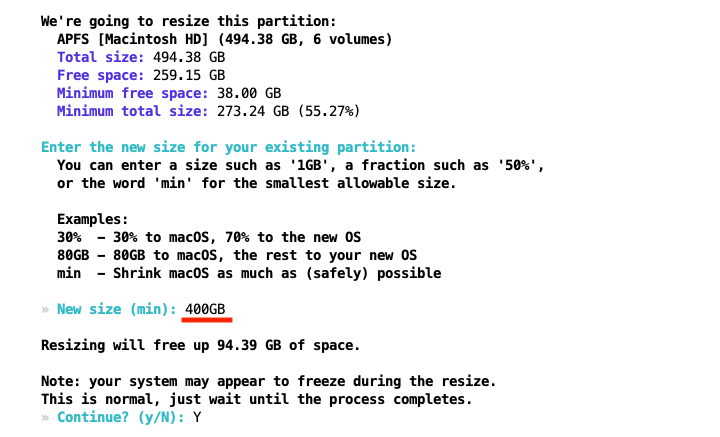 We're going to resize this partition:
APFS [Macintosh HD] (494.38 GB, 6 volumes)
Total size: 494.38 GB
Free space: 259.15 GB
Minimum free space: 38.00 GB
Minimum total size: 273.24 GB (55.27%)
Enter the new size for your existing partition:
You can enter a size such as '1GB', a fraction such as '50%',
or the word 'min' for the smallest allowable size.
Examples:
30%  – 30% to macOS, 70% to the new OS
80GB – 80GB to macOS, the rest to your new OS
min  – Shrink macOS as much as (safely) possible
» New size (min): 400GB
Resizing will free up 94.39 GB of space.
Note: your system may appear to freeze during the resize.
This is normal, just wait until the process completes.
» Continue? (y/N): Y